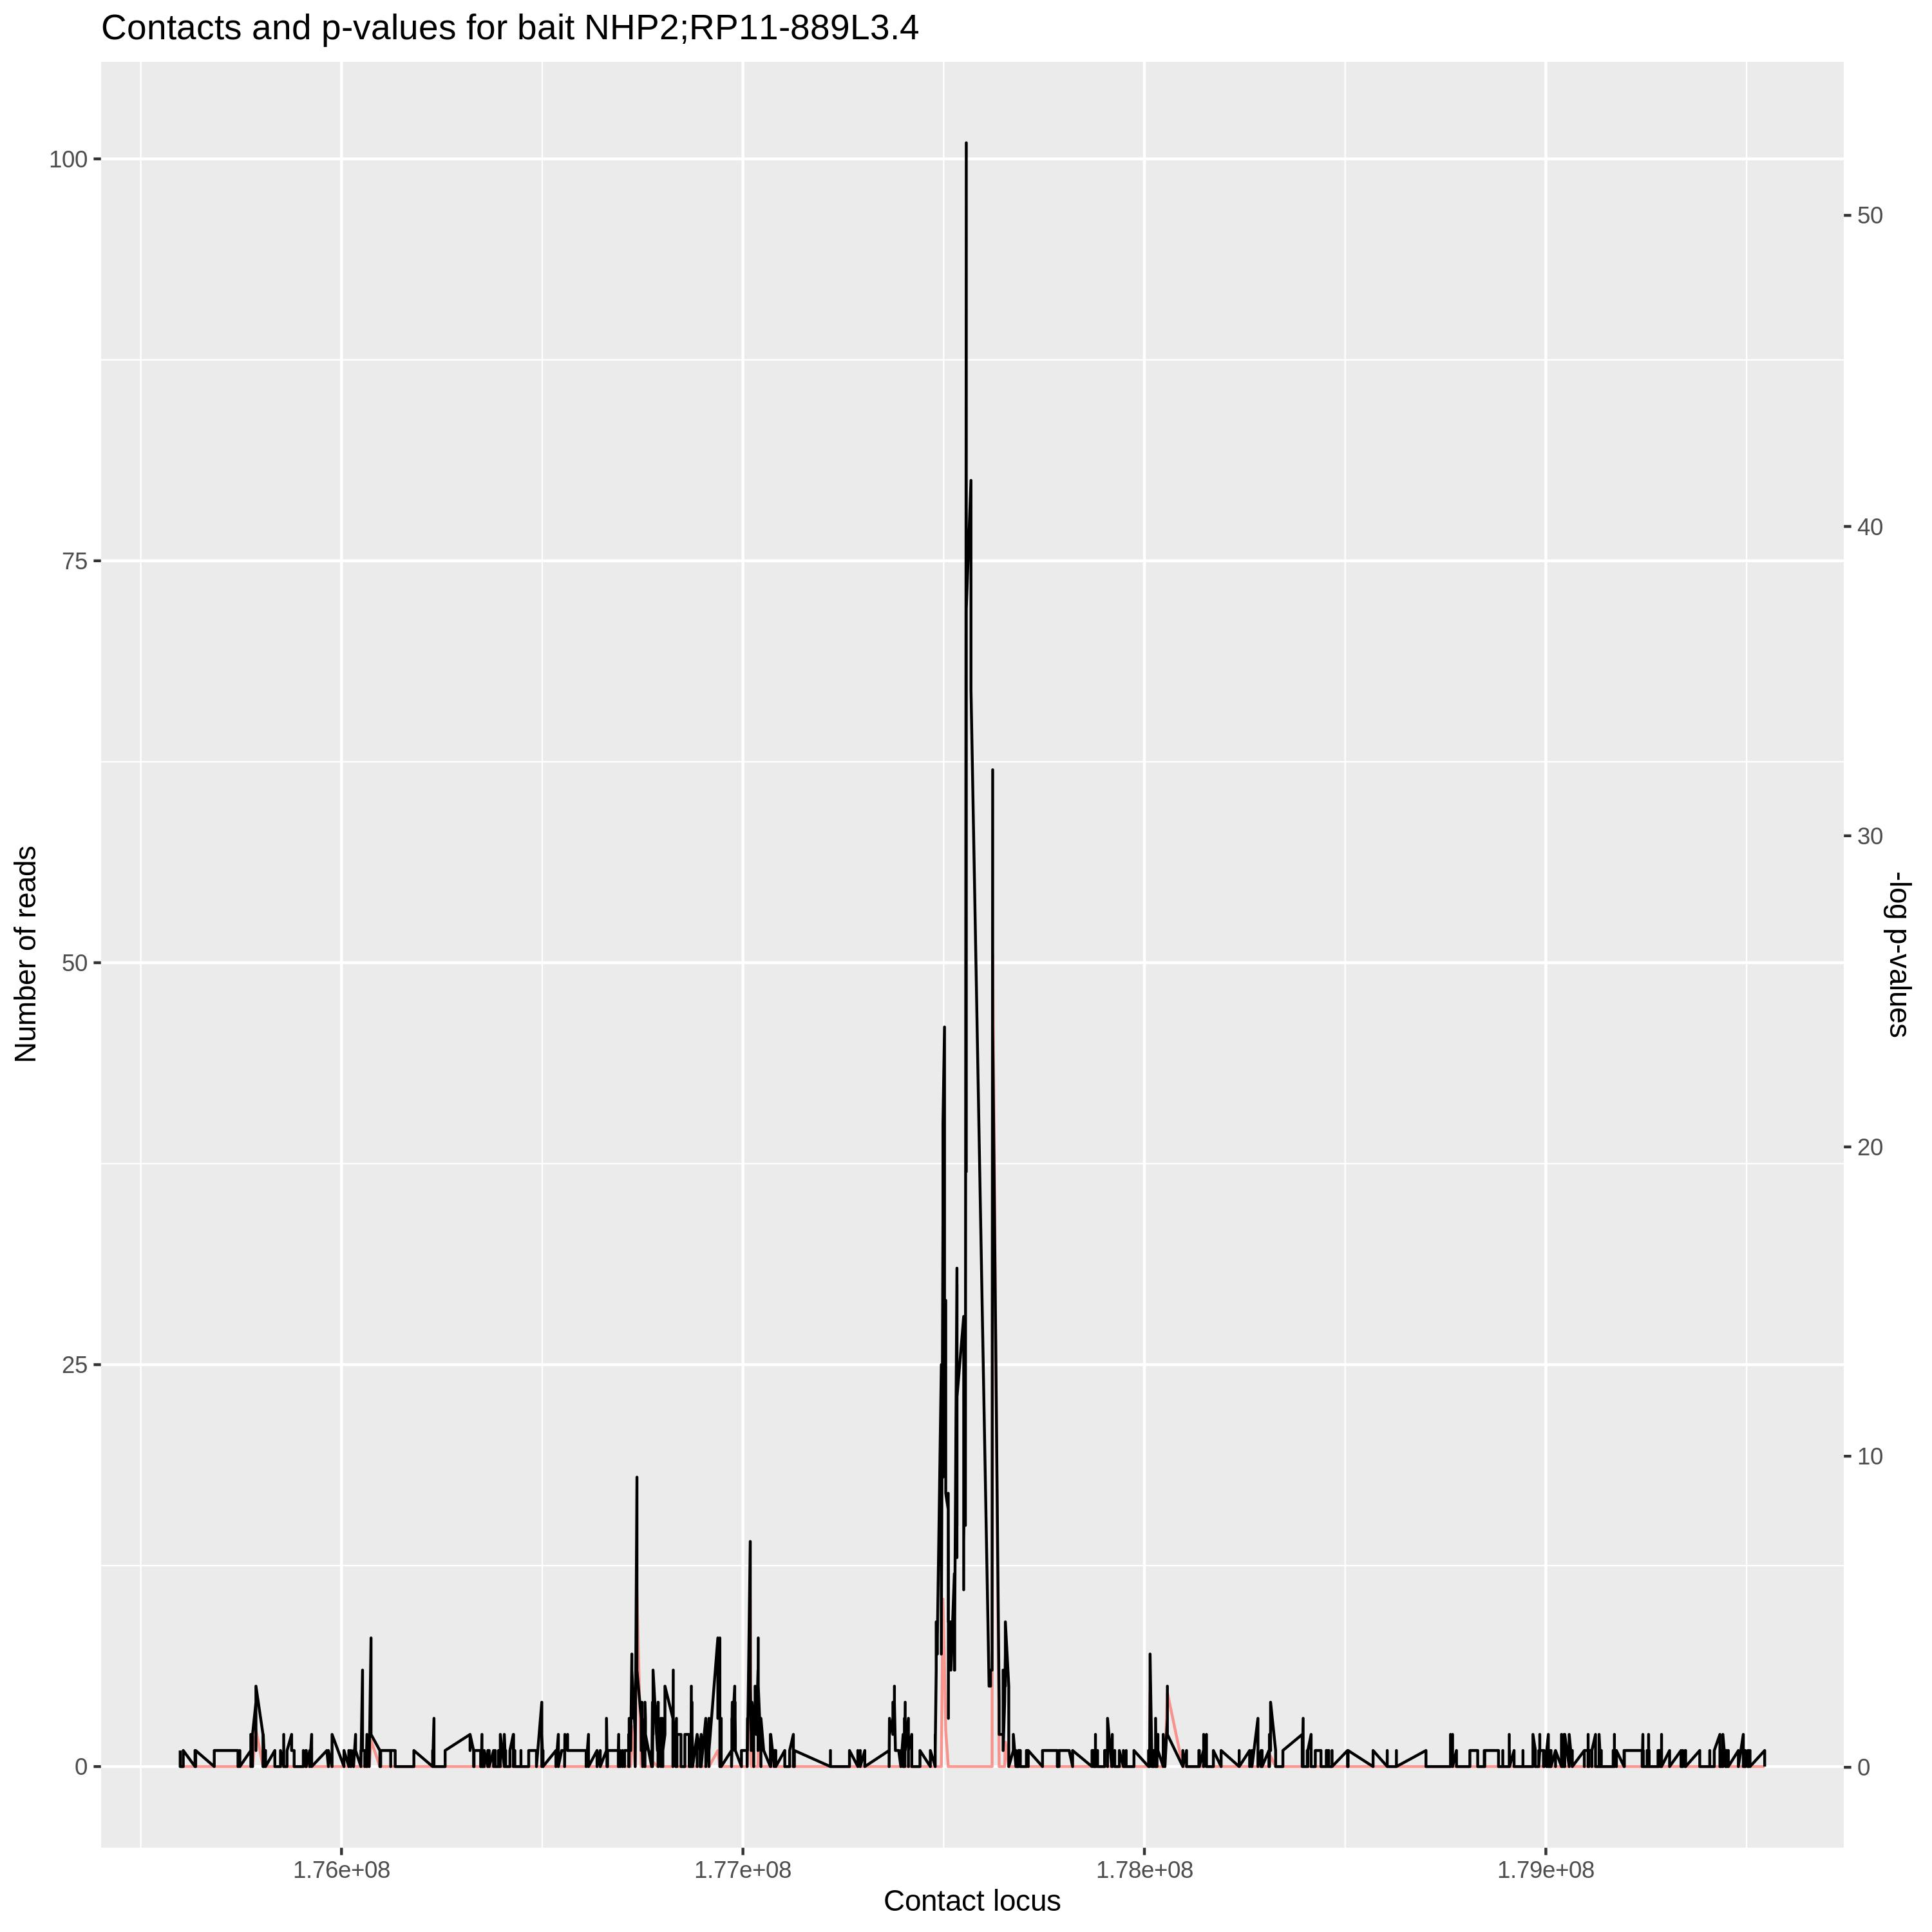 Contacts and p-values for bait NHP2;RP11-889L3.4
100
75
50
25
0
Number of reads
50
40
30
20
10
0
-log p-values
1.76e+08
1.77e+08
1.78e+08
1.79e+08
Contact locus